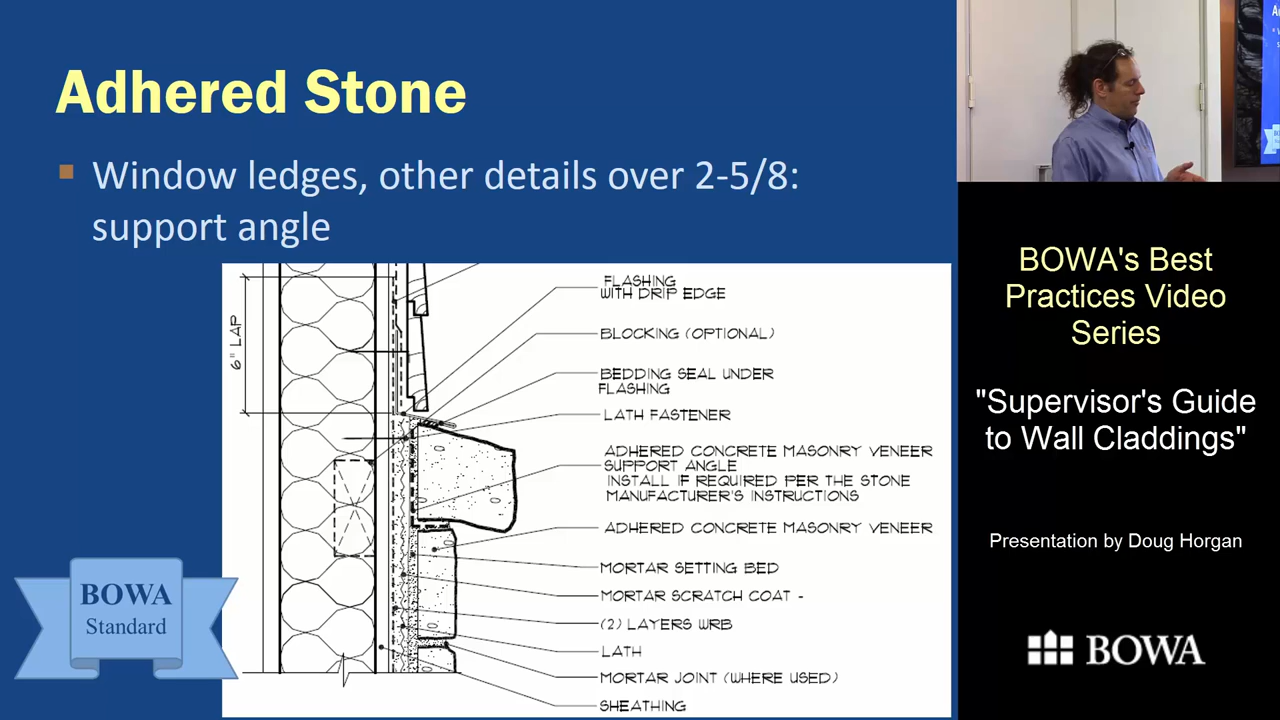 Adhered Stone
Window ledges, other details over 2-5/8:
support angle
6" LAP
FLASHING
WITH DRIP EDGE
BLOCKING (OPTIONAL)
BEDDING SEAL UNDER
FLASHING
LATH FASTENER
ADHERED CONCRETE MASONRY VENEER
SUPPORT ANGLE
INSTALL IF REQUIRED PER THE STONE
MANUFACTURER'S INSTRUCTIONS
ADHERED CONCRETE MASONRY VENEER
MORTAR SETTING BED
MORTAR SCRATCH COAT -
(2) LAYERS WRB
LATH
MORTAR JOINT (WHERE USED)
SHEATHING
BOWA
Standard
BOWA's Best
Practices Video
Series
"Supervisor's Guide
to Wall Claddings"
Presentation by Doug Horgan
BOWA